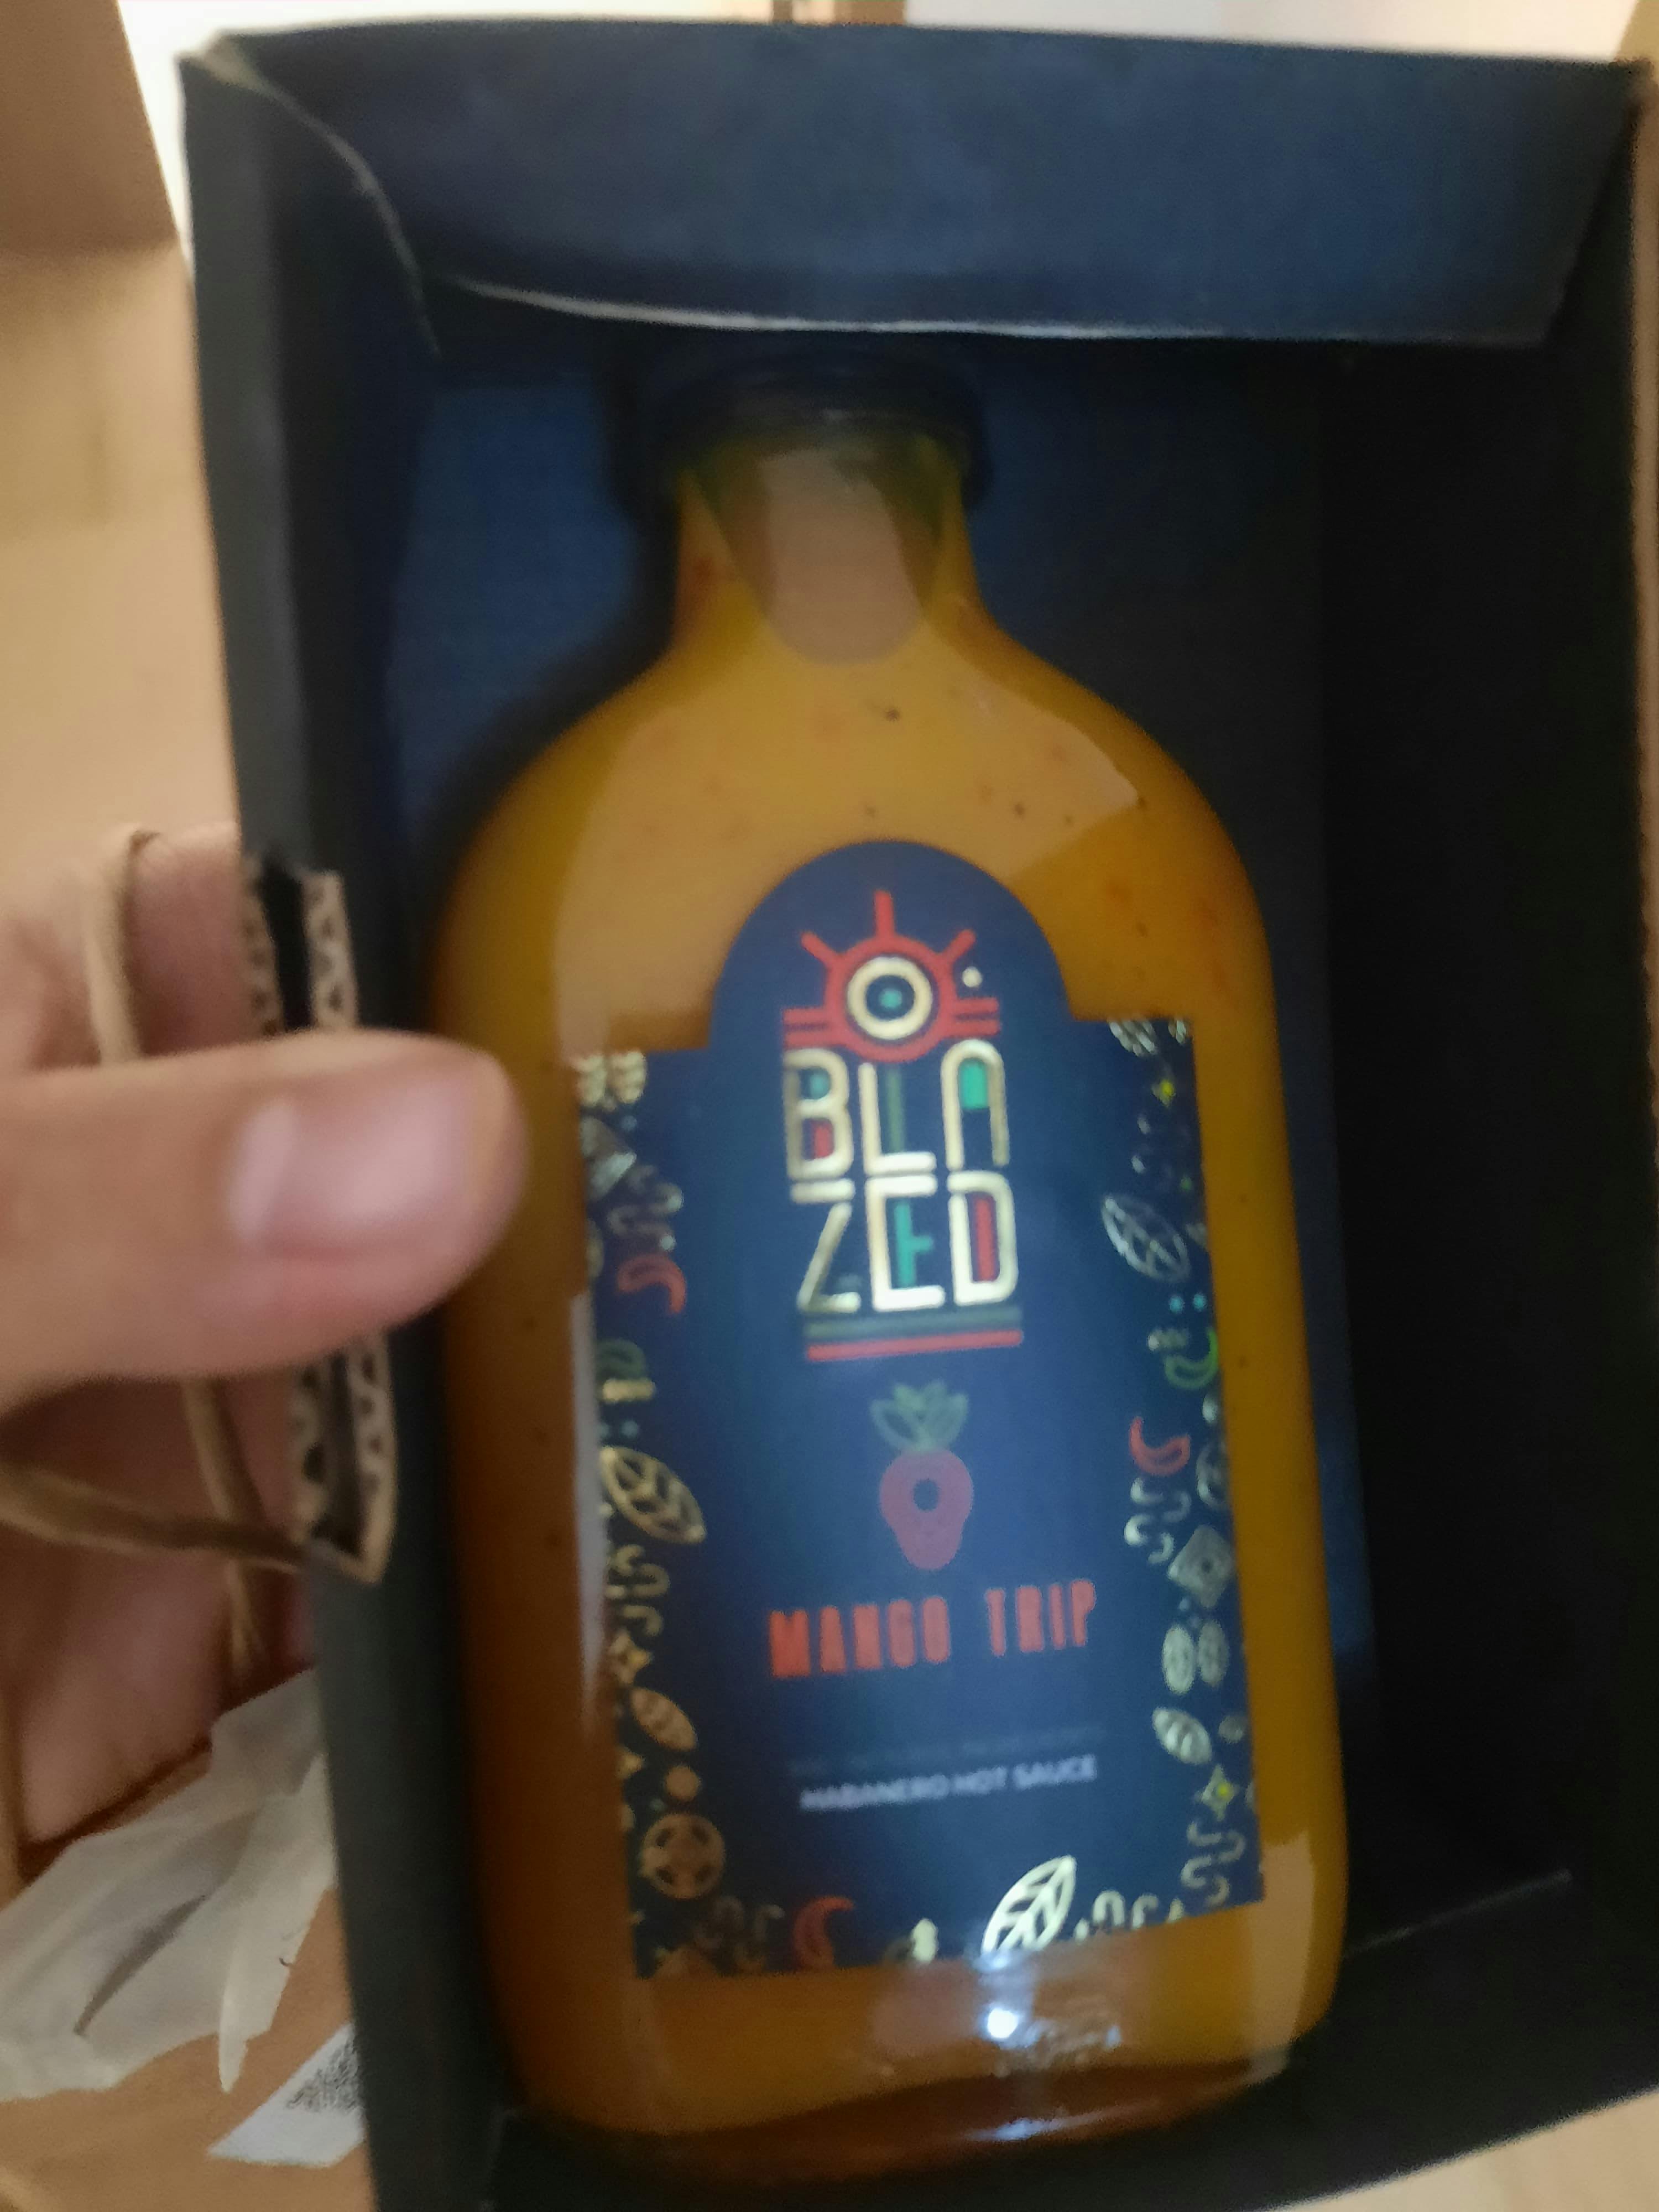 BLA
ZED
MANGO TRIP
HABANERO HOT SAUCE